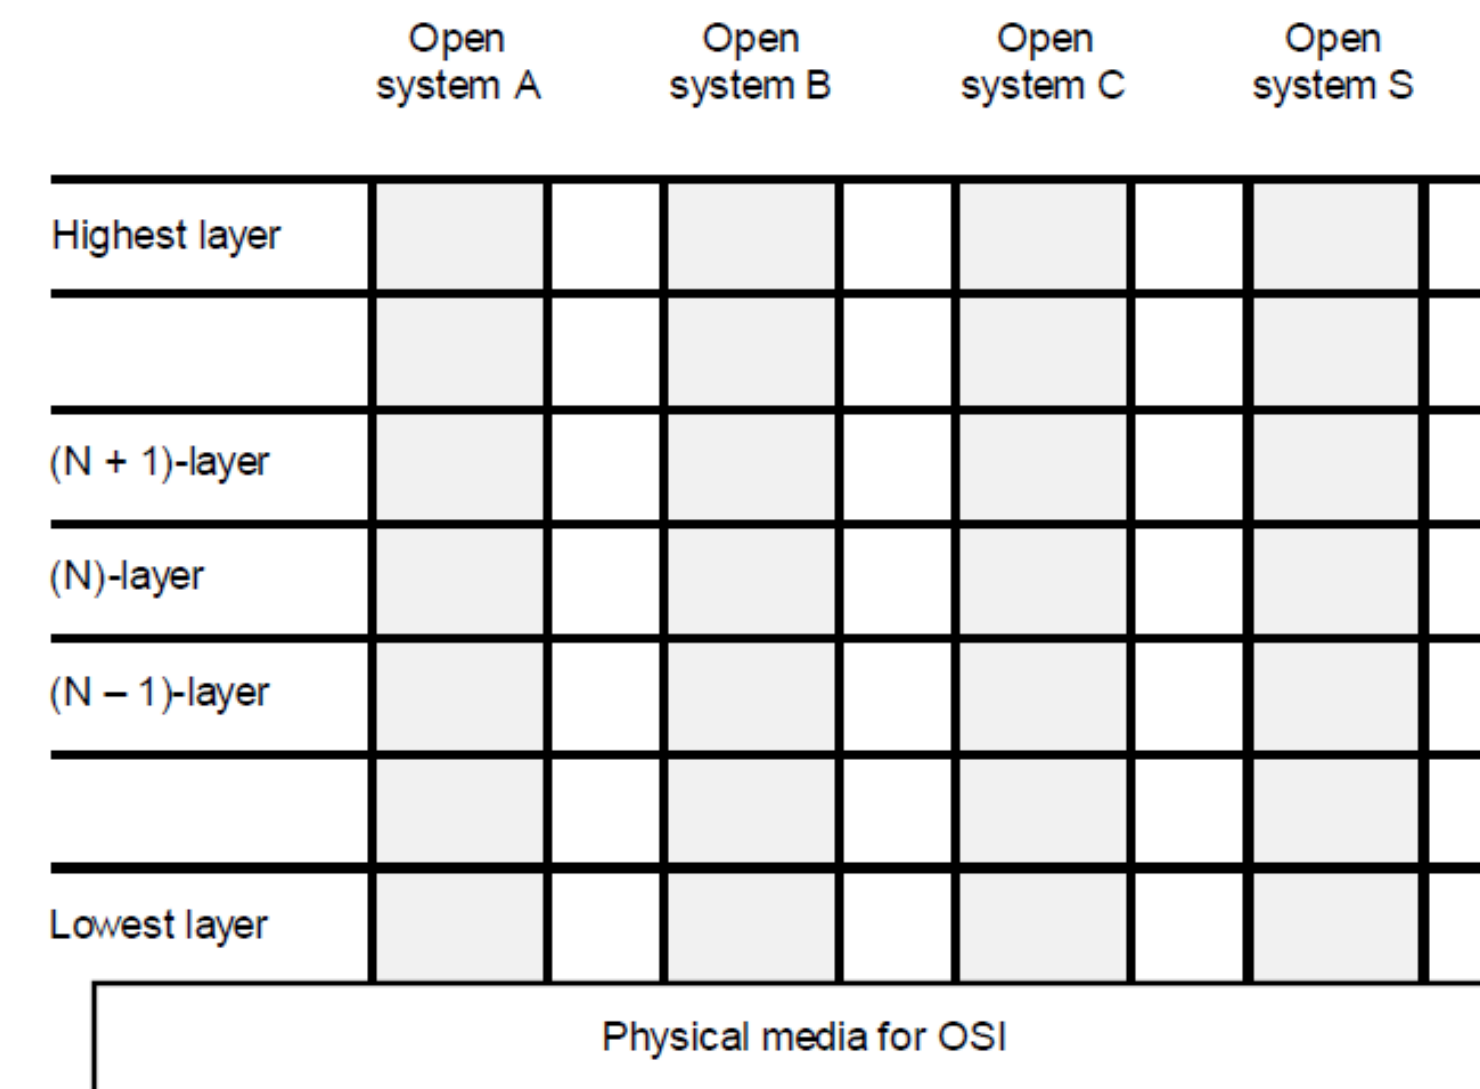 Open
system A
Open
system B
Open
system C
Open
system S
Highest layer
(N + 1)-layer
(N)-layer
(N – 1)-layer
Lowest layer
Physical media for OSI